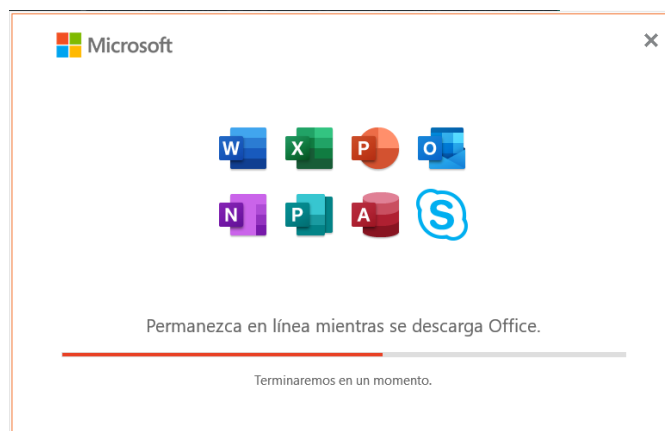 Microsoft
W X P O
N P A S
Permanezca en línea mientras se descarga Office.
Terminaremos en un momento.